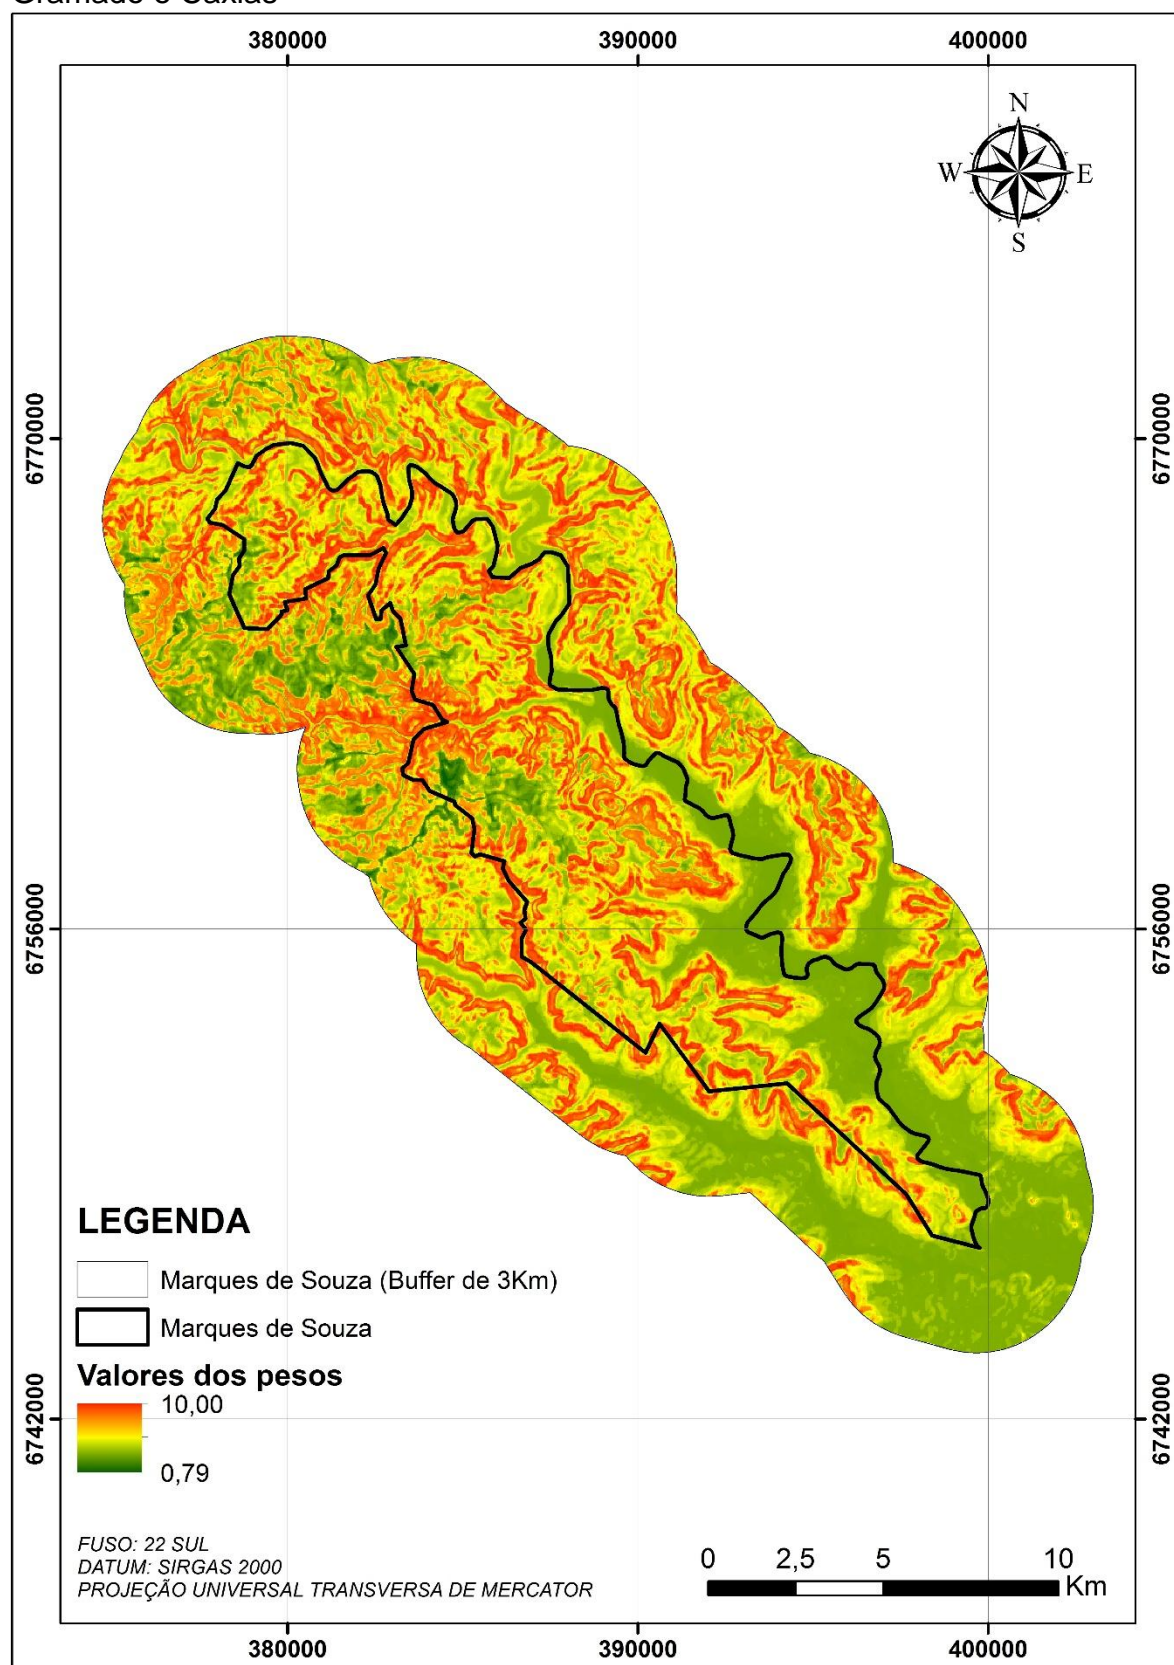 Gramado e Caxias
380000 390000 400000
N
W E
S
6770000 6770000
6756000 6756000
LEGENDA
Marques de Souza (Buffer de 3Km)
Marques de Souza
Valores dos pesos
10,00
0,79
6742000 6742000
FUSO: 22 SUL
DATUM: SIRGAS 2000
PROJEÇÃO UNIVERSAL TRANSVERSA DE MERCATOR
0 2,5 5 10
Km
380000 390000 400000